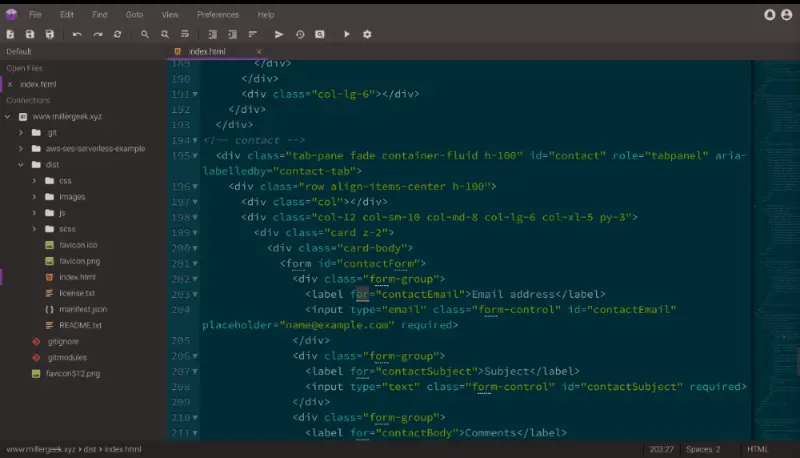 File Edit Find Goto View Preferences Help
Default
index.html
Open Files
index.html
Connections
www.millergeek.xyz
.git
aws-ses-serverless-example
dist
css
images
js
scss
favicon.ico
favicon.png
index.html
license.txt
manifest.json
README.txt
.gitignore
.gitmodules
favicon512.png
189 </div>
190 </div>
191 <div class="col-lg-6"></div>
192 </div>
193 </div>
194 <!-- contact -->
195 <div class="tab-pane fade container-fluid h-100" id="contact" role="tabpanel" aria-
labelledby="contact-tab">
196 <div class="row align-items-center h-100">
197 <div class="col"></div>
198 <div class="col-12 col-sm-10 col-md-8 col-lg-6 col-xl-5 py-3">
199 <div class="card z-2">
200 <div class="card-body">
201 <form id="contactForm">
202 <div class="form-group">
203 <label for="contactEmail">Email address</label>
204 <input type="email" class="form-control" id="contactEmail"
placeholder="name@example.com" required>
205 </div>
206 <div class="form-group">
207 <label for="contactSubject">Subject</label>
208 <input type="text" class="form-control" id="contactSubject" required>
209 </div>
210 <div class="form-group">
211 <label for="contactBody">Comments</label>
www.millergeek.xyz > dist > index.html
203:27 Spaces: 2 HTML